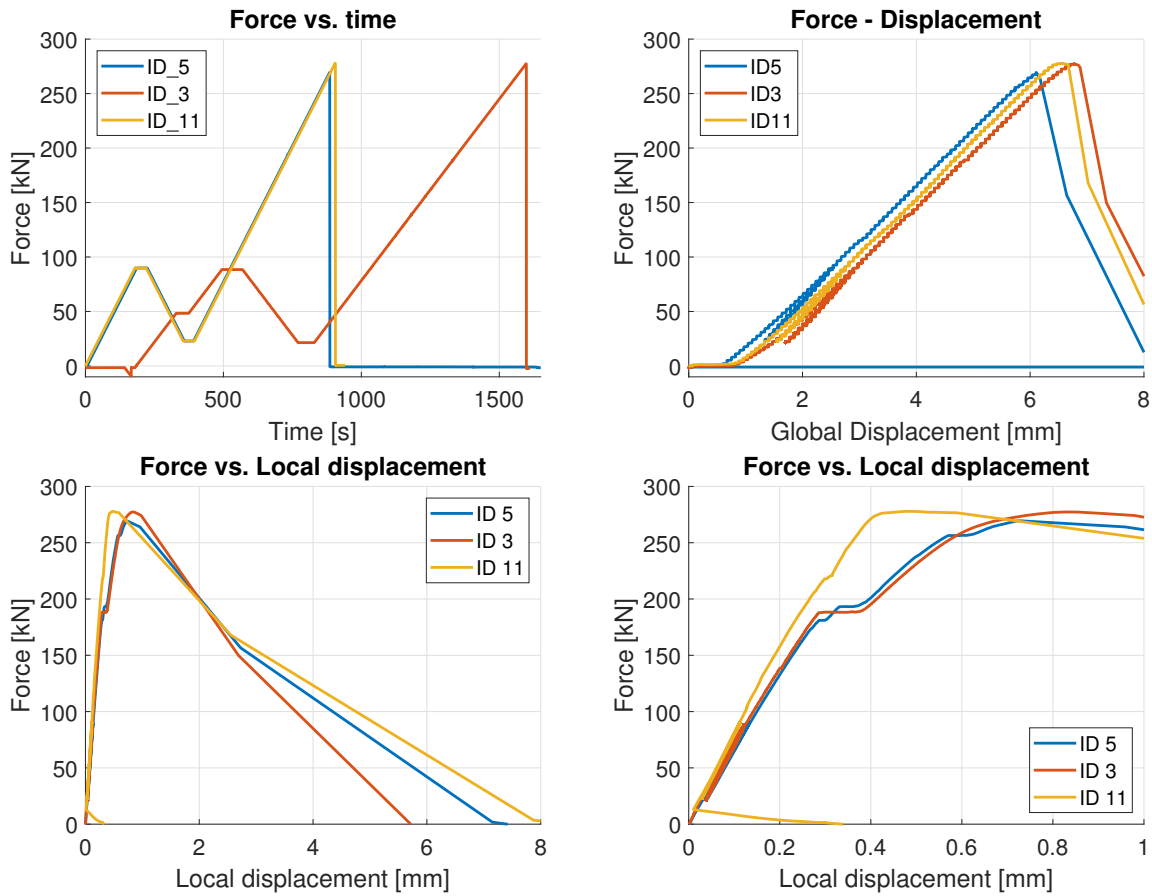 Force vs. time
300
250
200
150
100
50
0
Force [kN]
ID_5
ID_3
ID_11
0 500 1000 1500
Time [s]
Force - Displacement
300
250
200
150
100
50
0
Force [kN]
ID5
ID3
ID11
0 2 4 6 8
Global Displacement [mm]
Force vs. Local displacement
300
250
200
150
100
50
0
Force [kN]
ID 5
ID 3
ID 11
0 2 4 6 8
Local displacement [mm]
Force vs. Local displacement
300
250
200
150
100
50
0
Force [kN]
ID 5
ID 3
ID 11
0 0.2 0.4 0.6 0.8 1
Local displacement [mm]